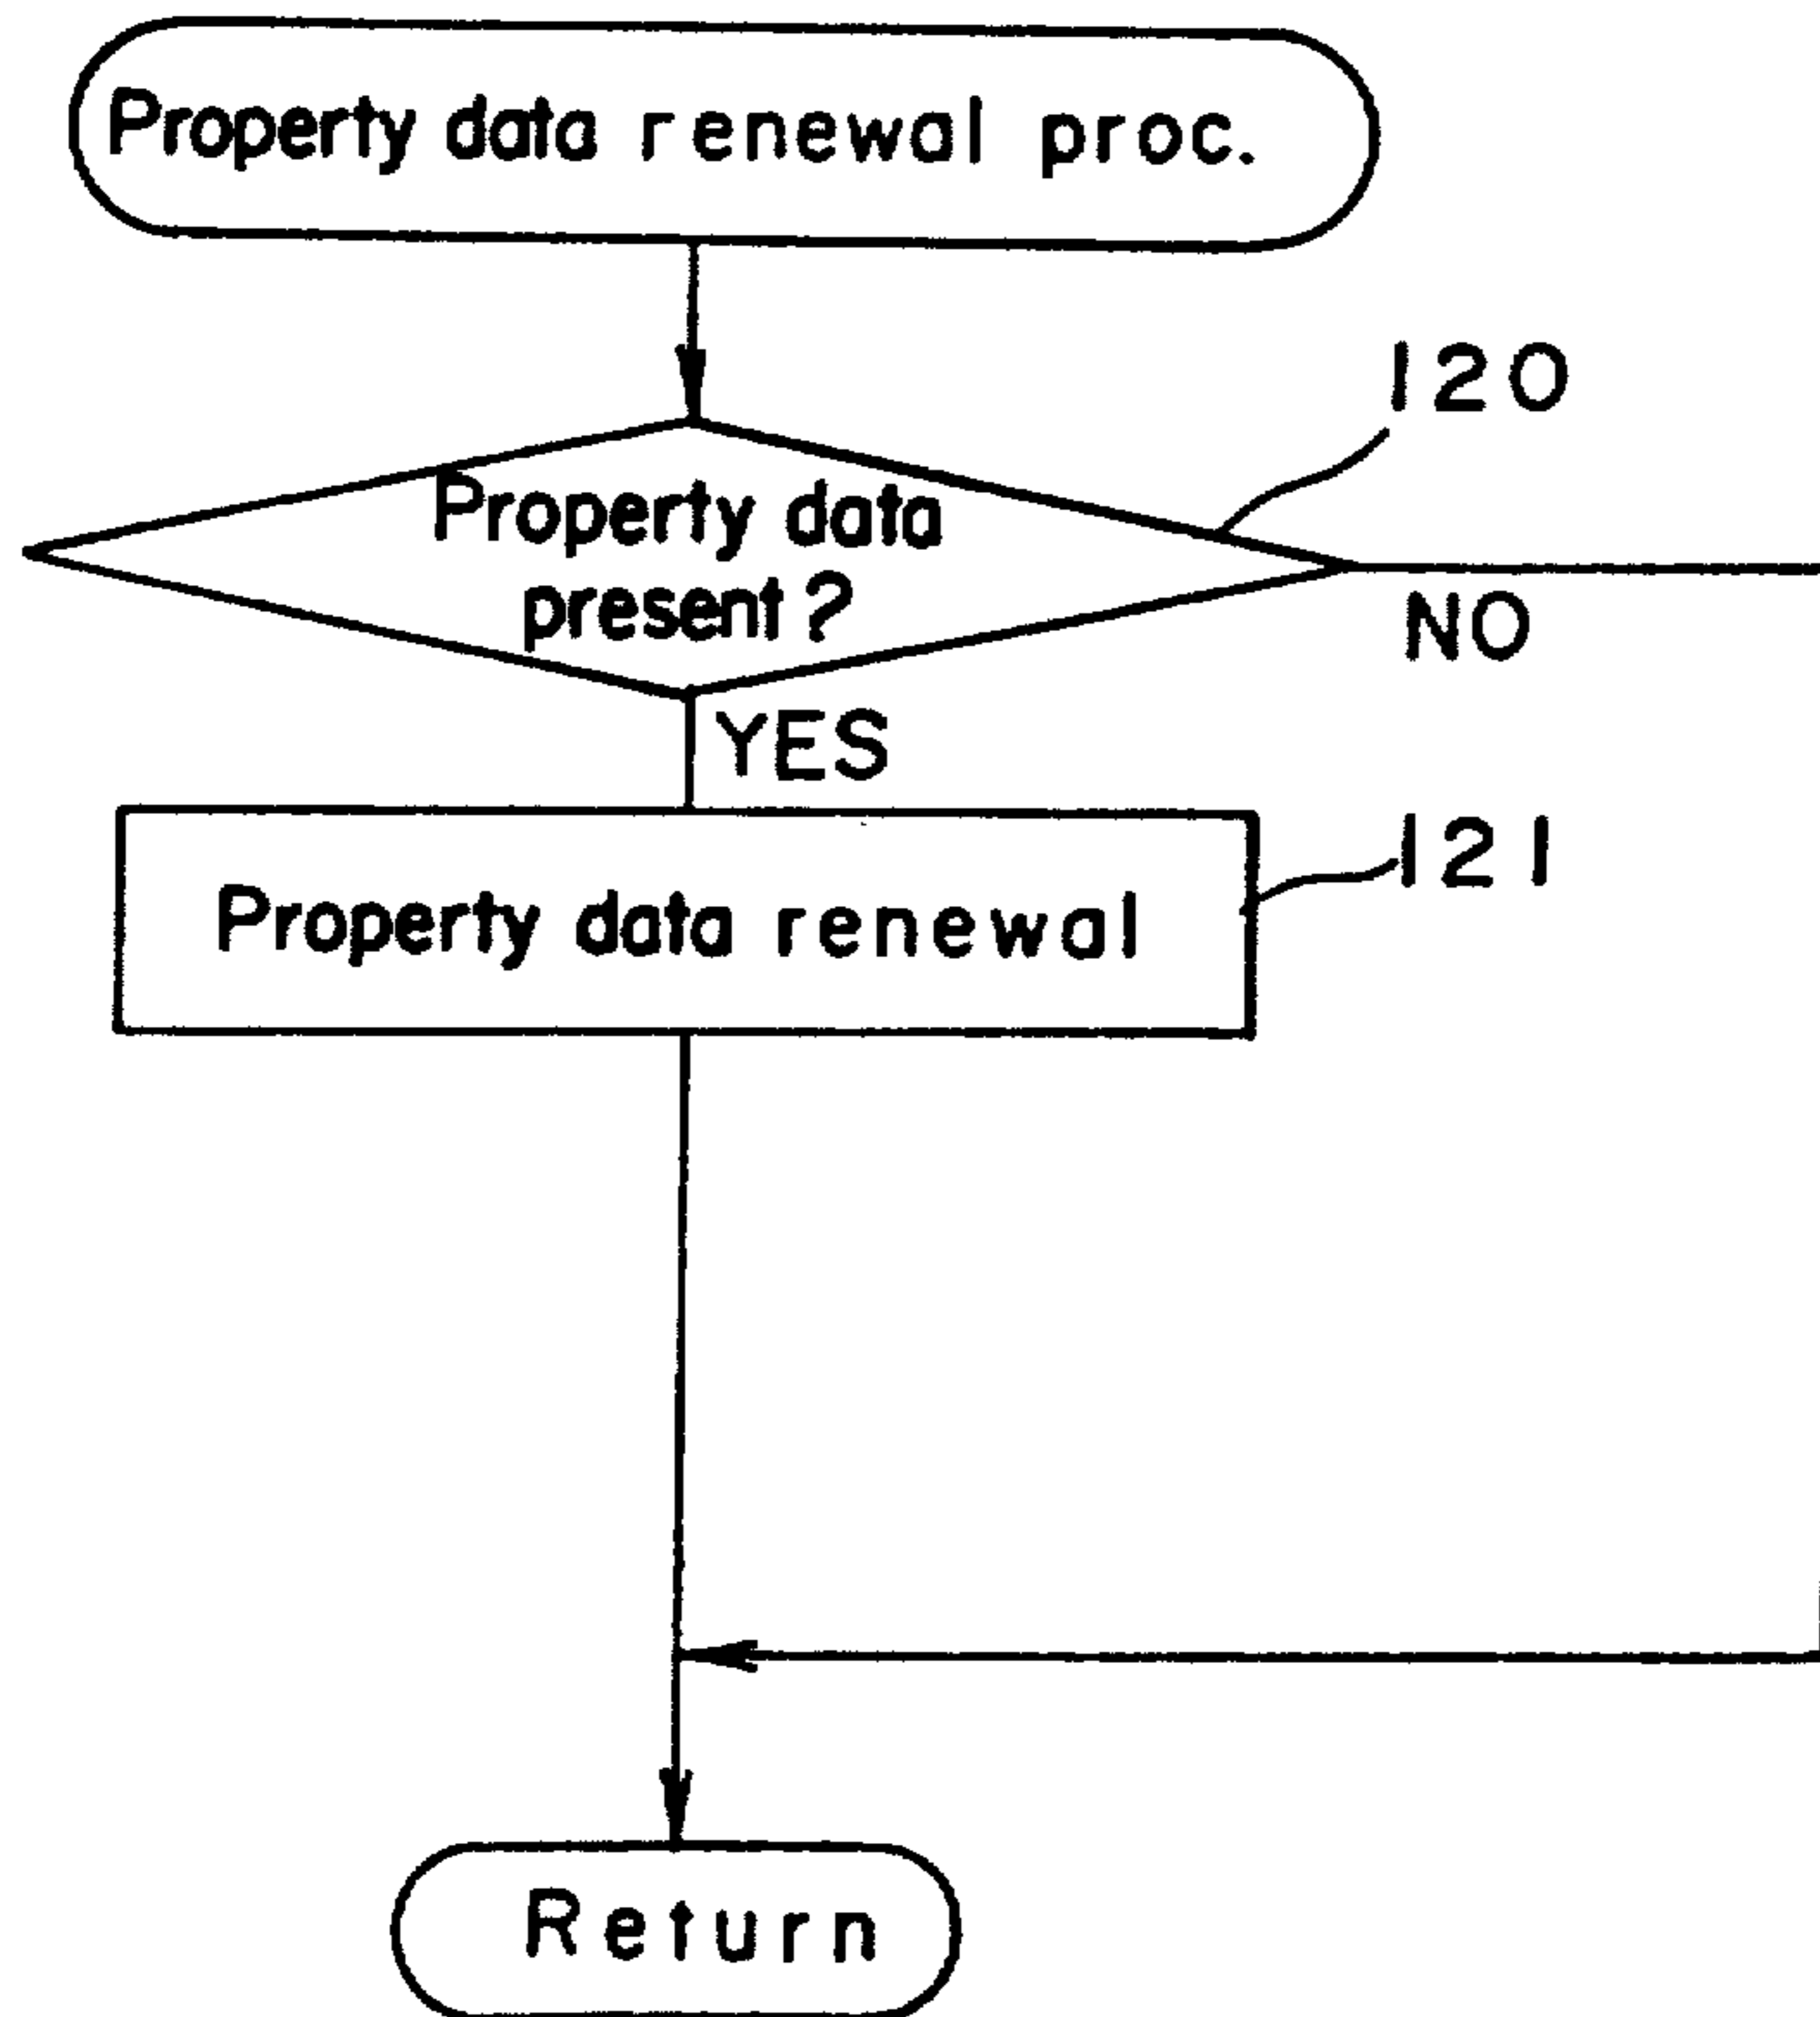 Property data renewal proc.
120
Property data
present?
NO
YES
121
Property data renewal
Return